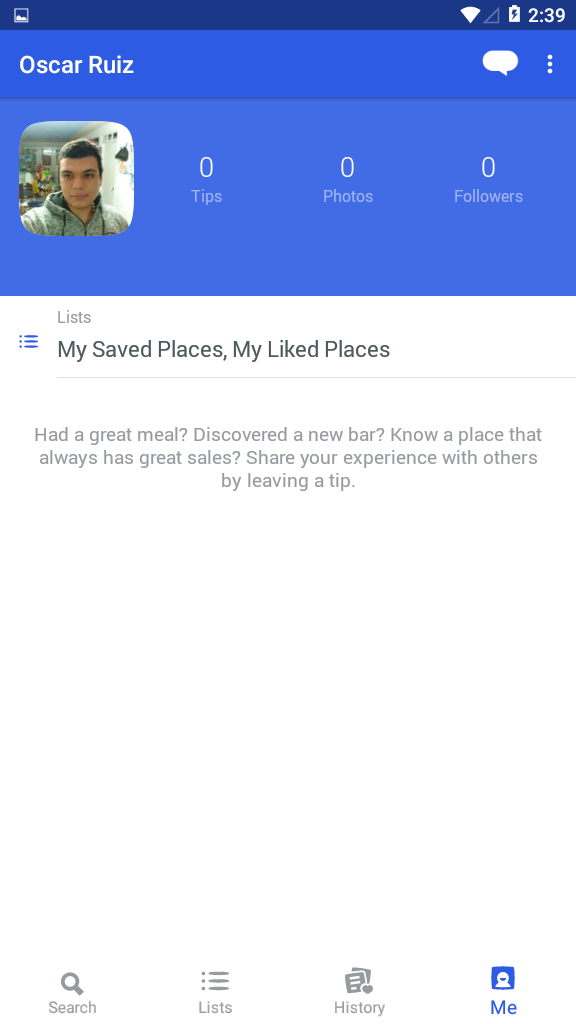 2:39
Oscar Ruiz
0
Tips
0
Photos
0
Followers
Lists
My Saved Places, My Liked Places
Had a great meal? Discovered a new bar? Know a place that
always has great sales? Share your experience with others
by leaving a tip.
Search
Lists
History
Me